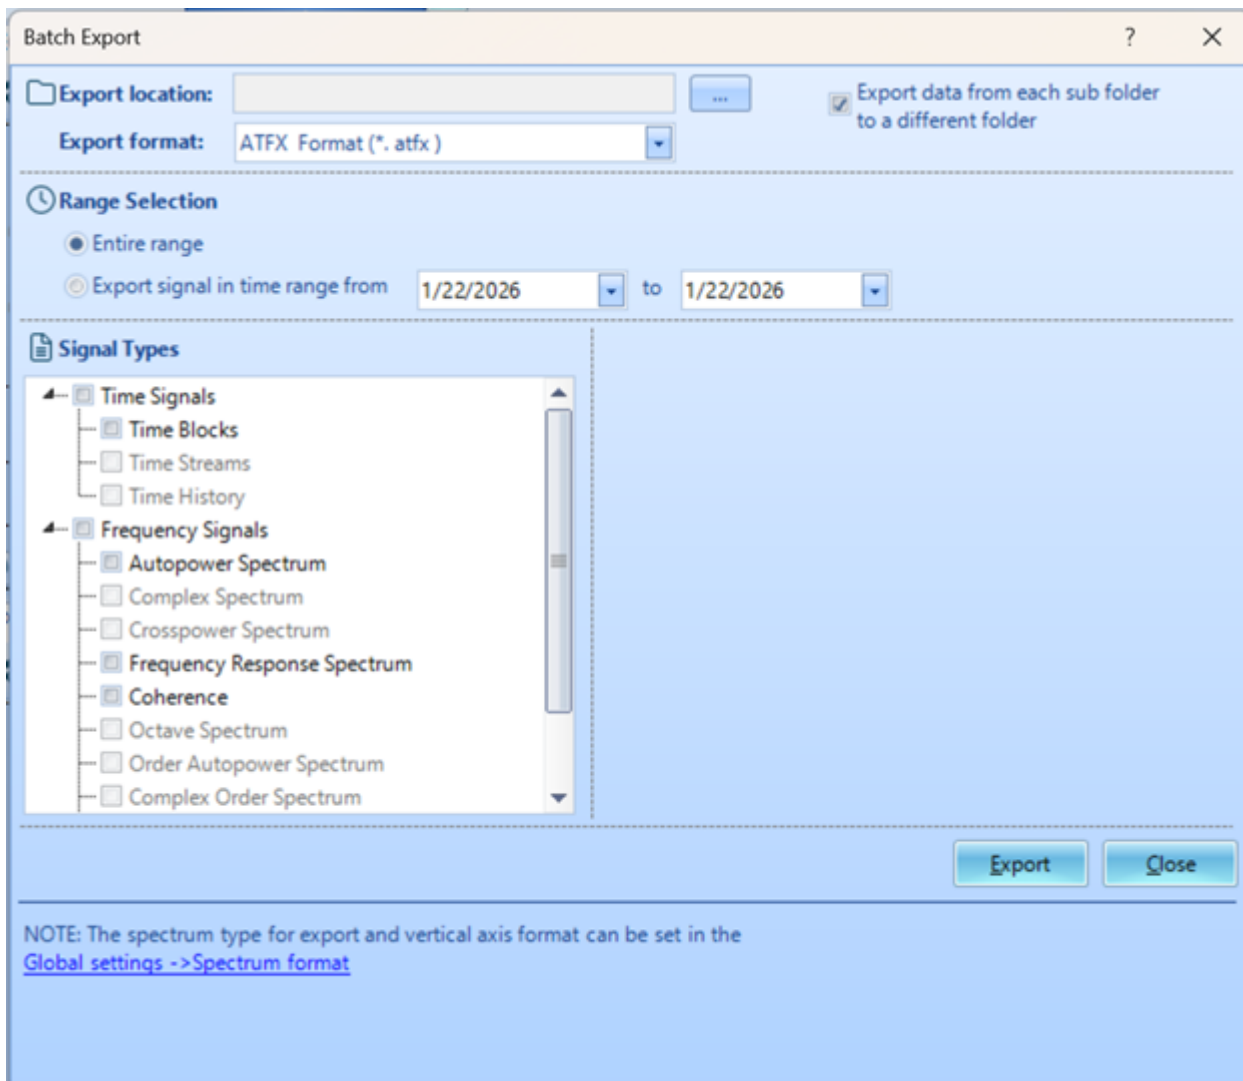 Batch Export
?
Export location:
...
Export data from each sub folder
to a different folder
Export format:
ATFX Format (*. atfx )
Range Selection
Entire range
Export signal in time range from
1/22/2026
to
1/22/2026
Signal Types
Time Signals
Time Blocks
Time Streams
Time History
Frequency Signals
Autopower Spectrum
Complex Spectrum
Crosspower Spectrum
Frequency Response Spectrum
Coherence
Octave Spectrum
Order Autopower Spectrum
Complex Order Spectrum
Export
Close
NOTE: The spectrum type for export and vertical axis format can be set in the
Global settings ->Spectrum format